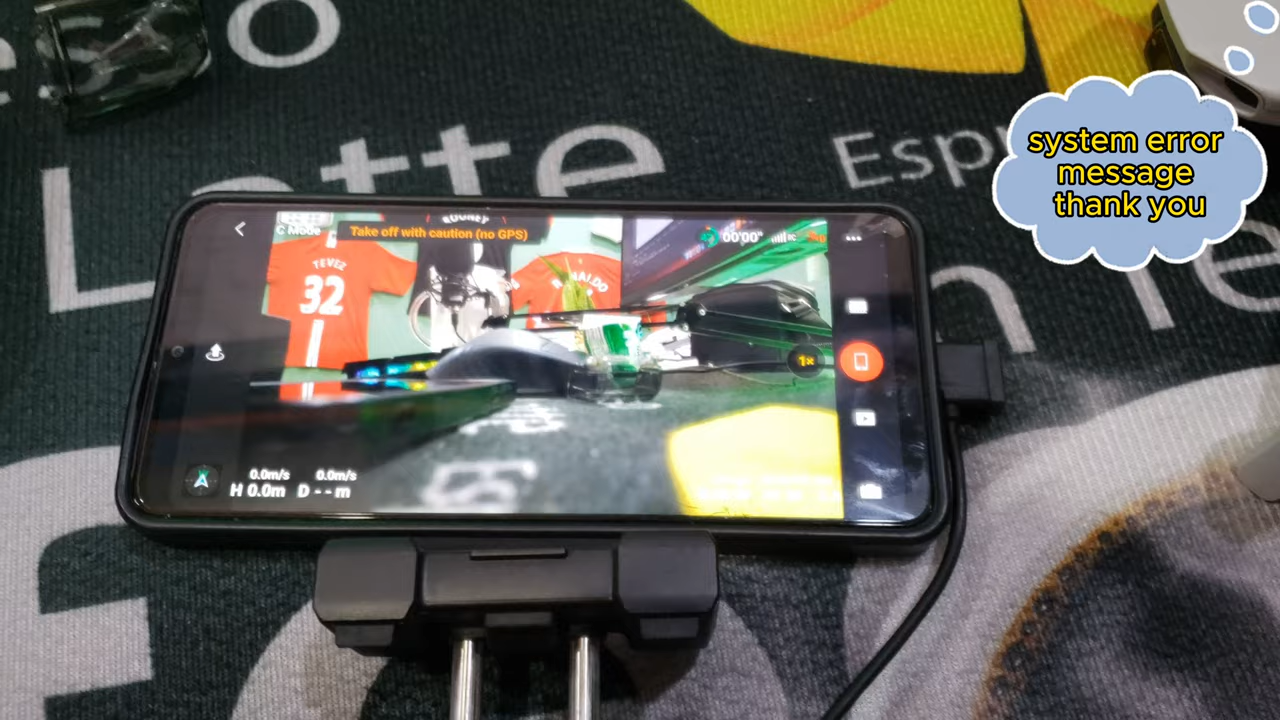 so
Latte
Espr
system error
message
thank you
ROONEY
C Mode
Take off with caution (no GPS)
00'00"
TEVEZ
32
1x
0.0m/s 0.0m/s
H 0.0m D -- m